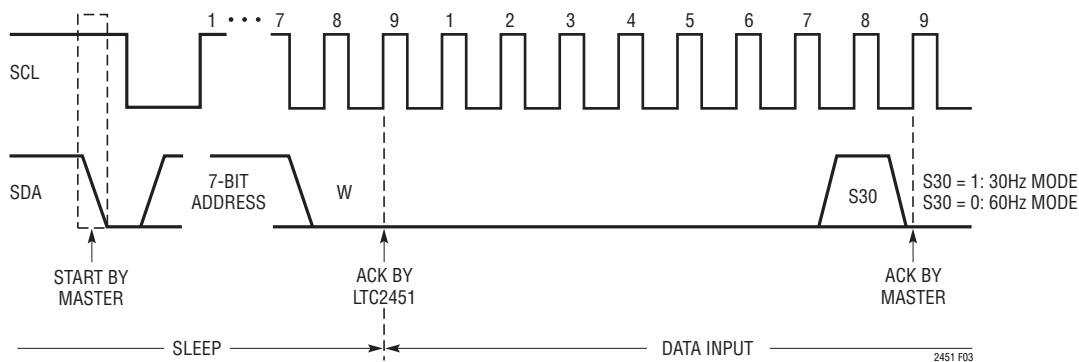 1 • • • 7 8 9 1 2 3 4 5 6 7 8 9
SCL
SDA
7-BIT
ADDRESS
W
S30
S30 = 1: 30Hz MODE
S30 = 0: 60Hz MODE
START BY
MASTER
ACK BY
LTC2451
ACK BY
MASTER
SLEEP
DATA INPUT
2451 F03